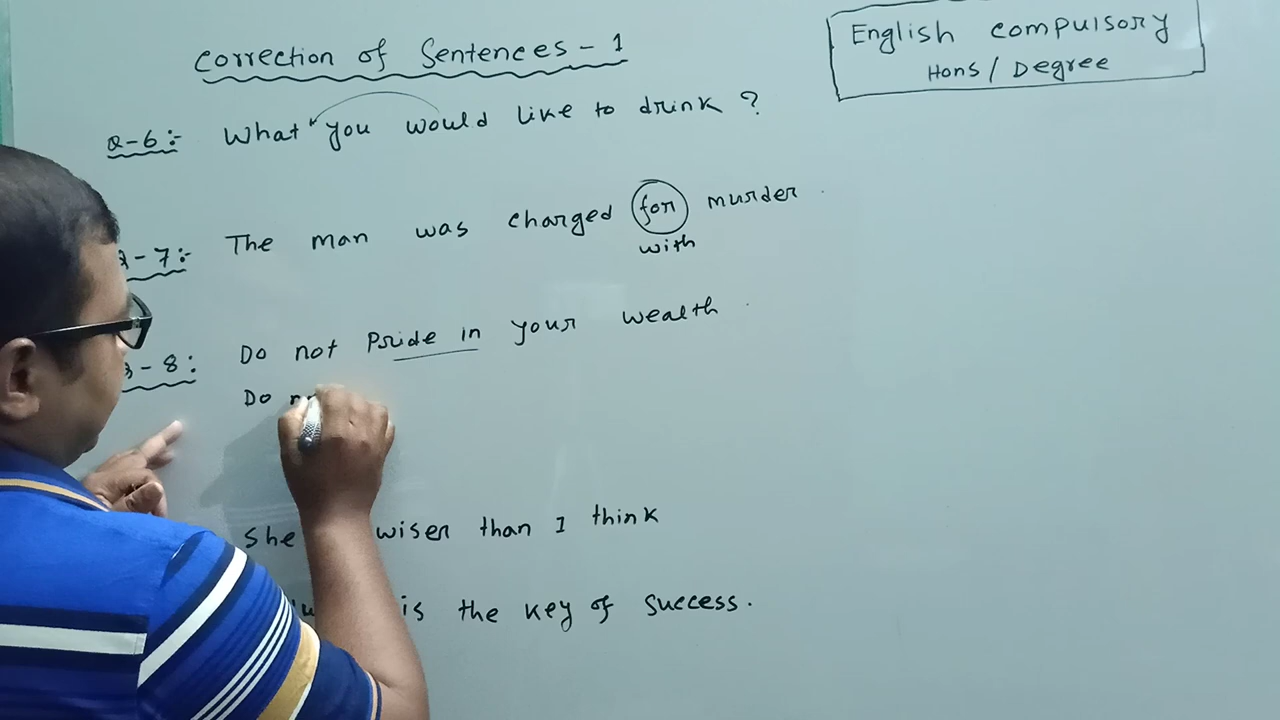 Correction of Sentences - 1
English compulsory
Hons / Degree
Q-6:- What you would like to drink ?
- 7:- The man was charged for murder
with
- 8: Do not Pride in your wealth
Do
She wiser than I think
is the key of success.